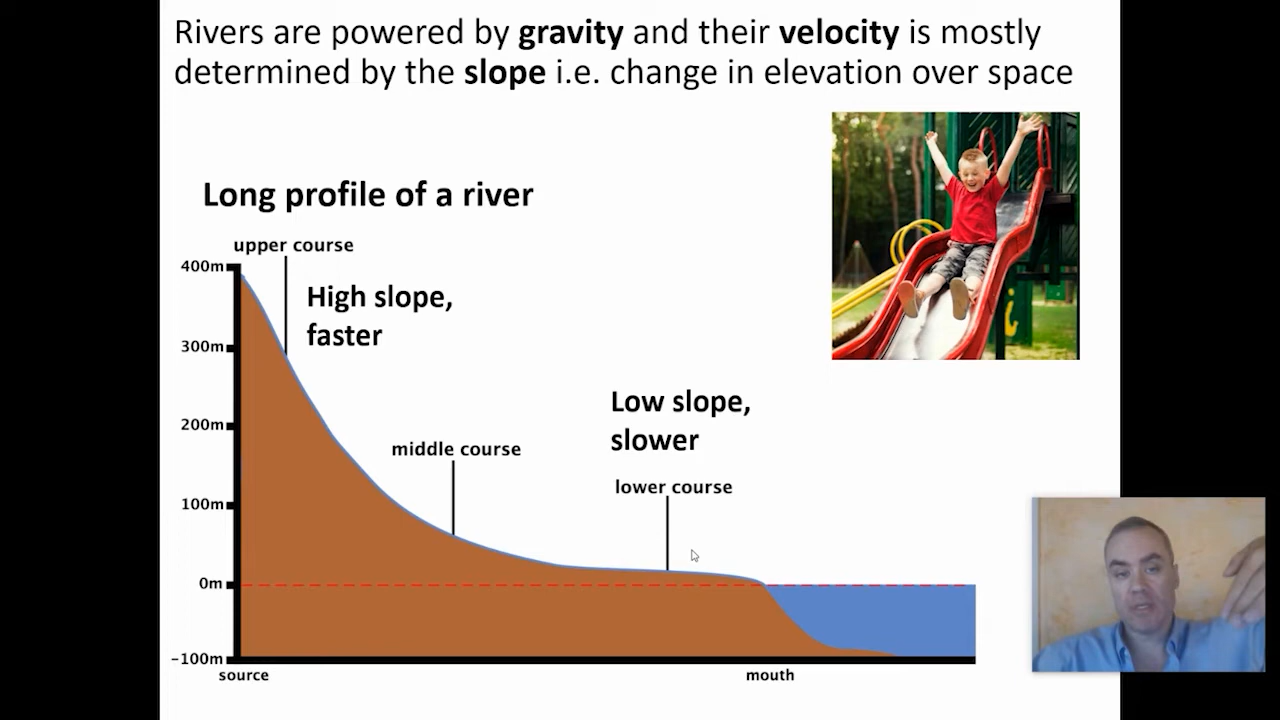 Rivers are powered by gravity and their velocity is mostly
determined by the slope i.e. change in elevation over space
Long profile of a river
upper course
400m
High slope,
faster
300m
Low slope,
slower
200m
middle course
lower course
100m
0m
-100m
source
mouth